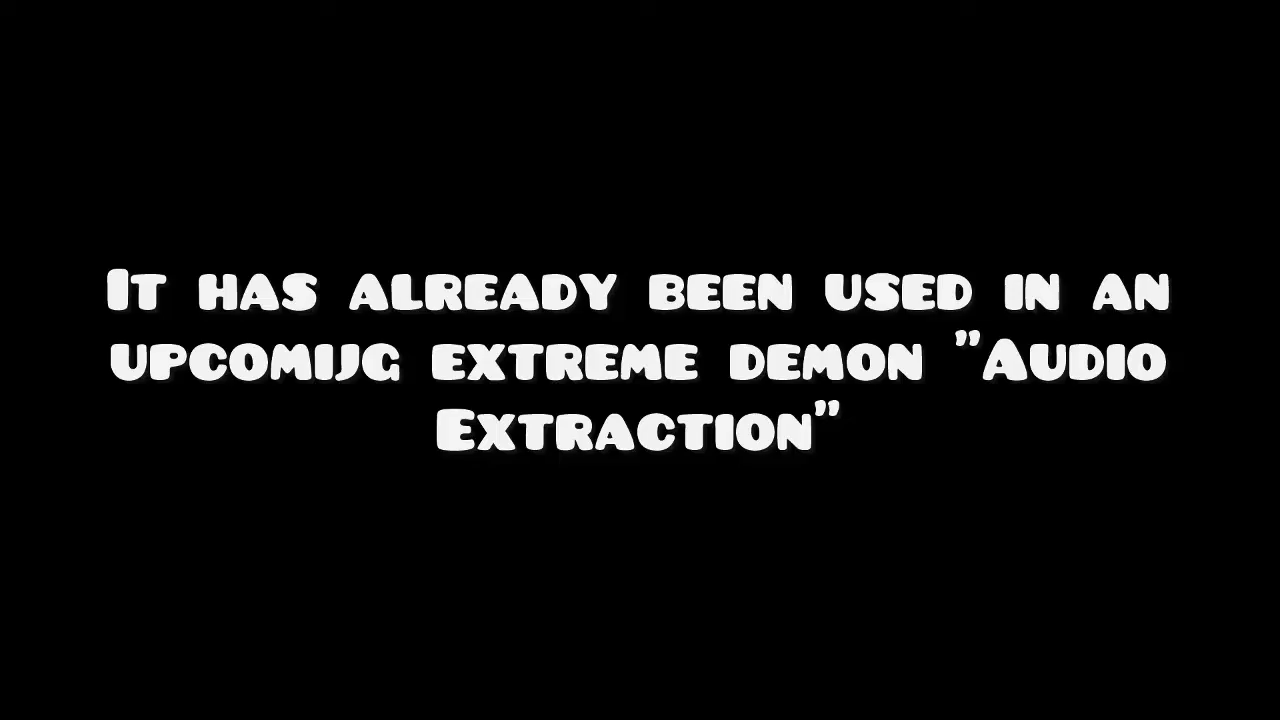 It has already been used in an
upcomijg extreme demon "Audio
Extraction"